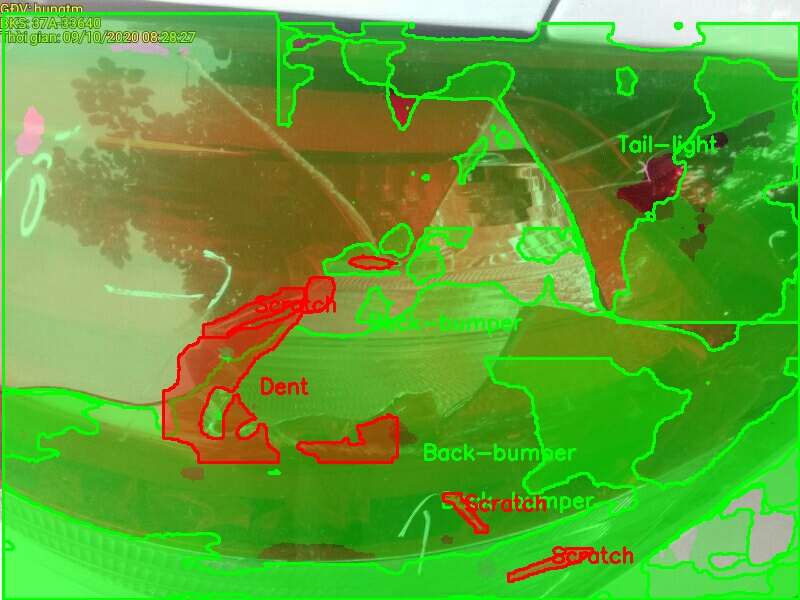 GDV: hungtm
BKS: 37A-33640
Thời gian: 09/10/2020 08:28:27
Tail-light
Scratch
Back-bumper
Dent
Back-bumper
Scratch
Scratch